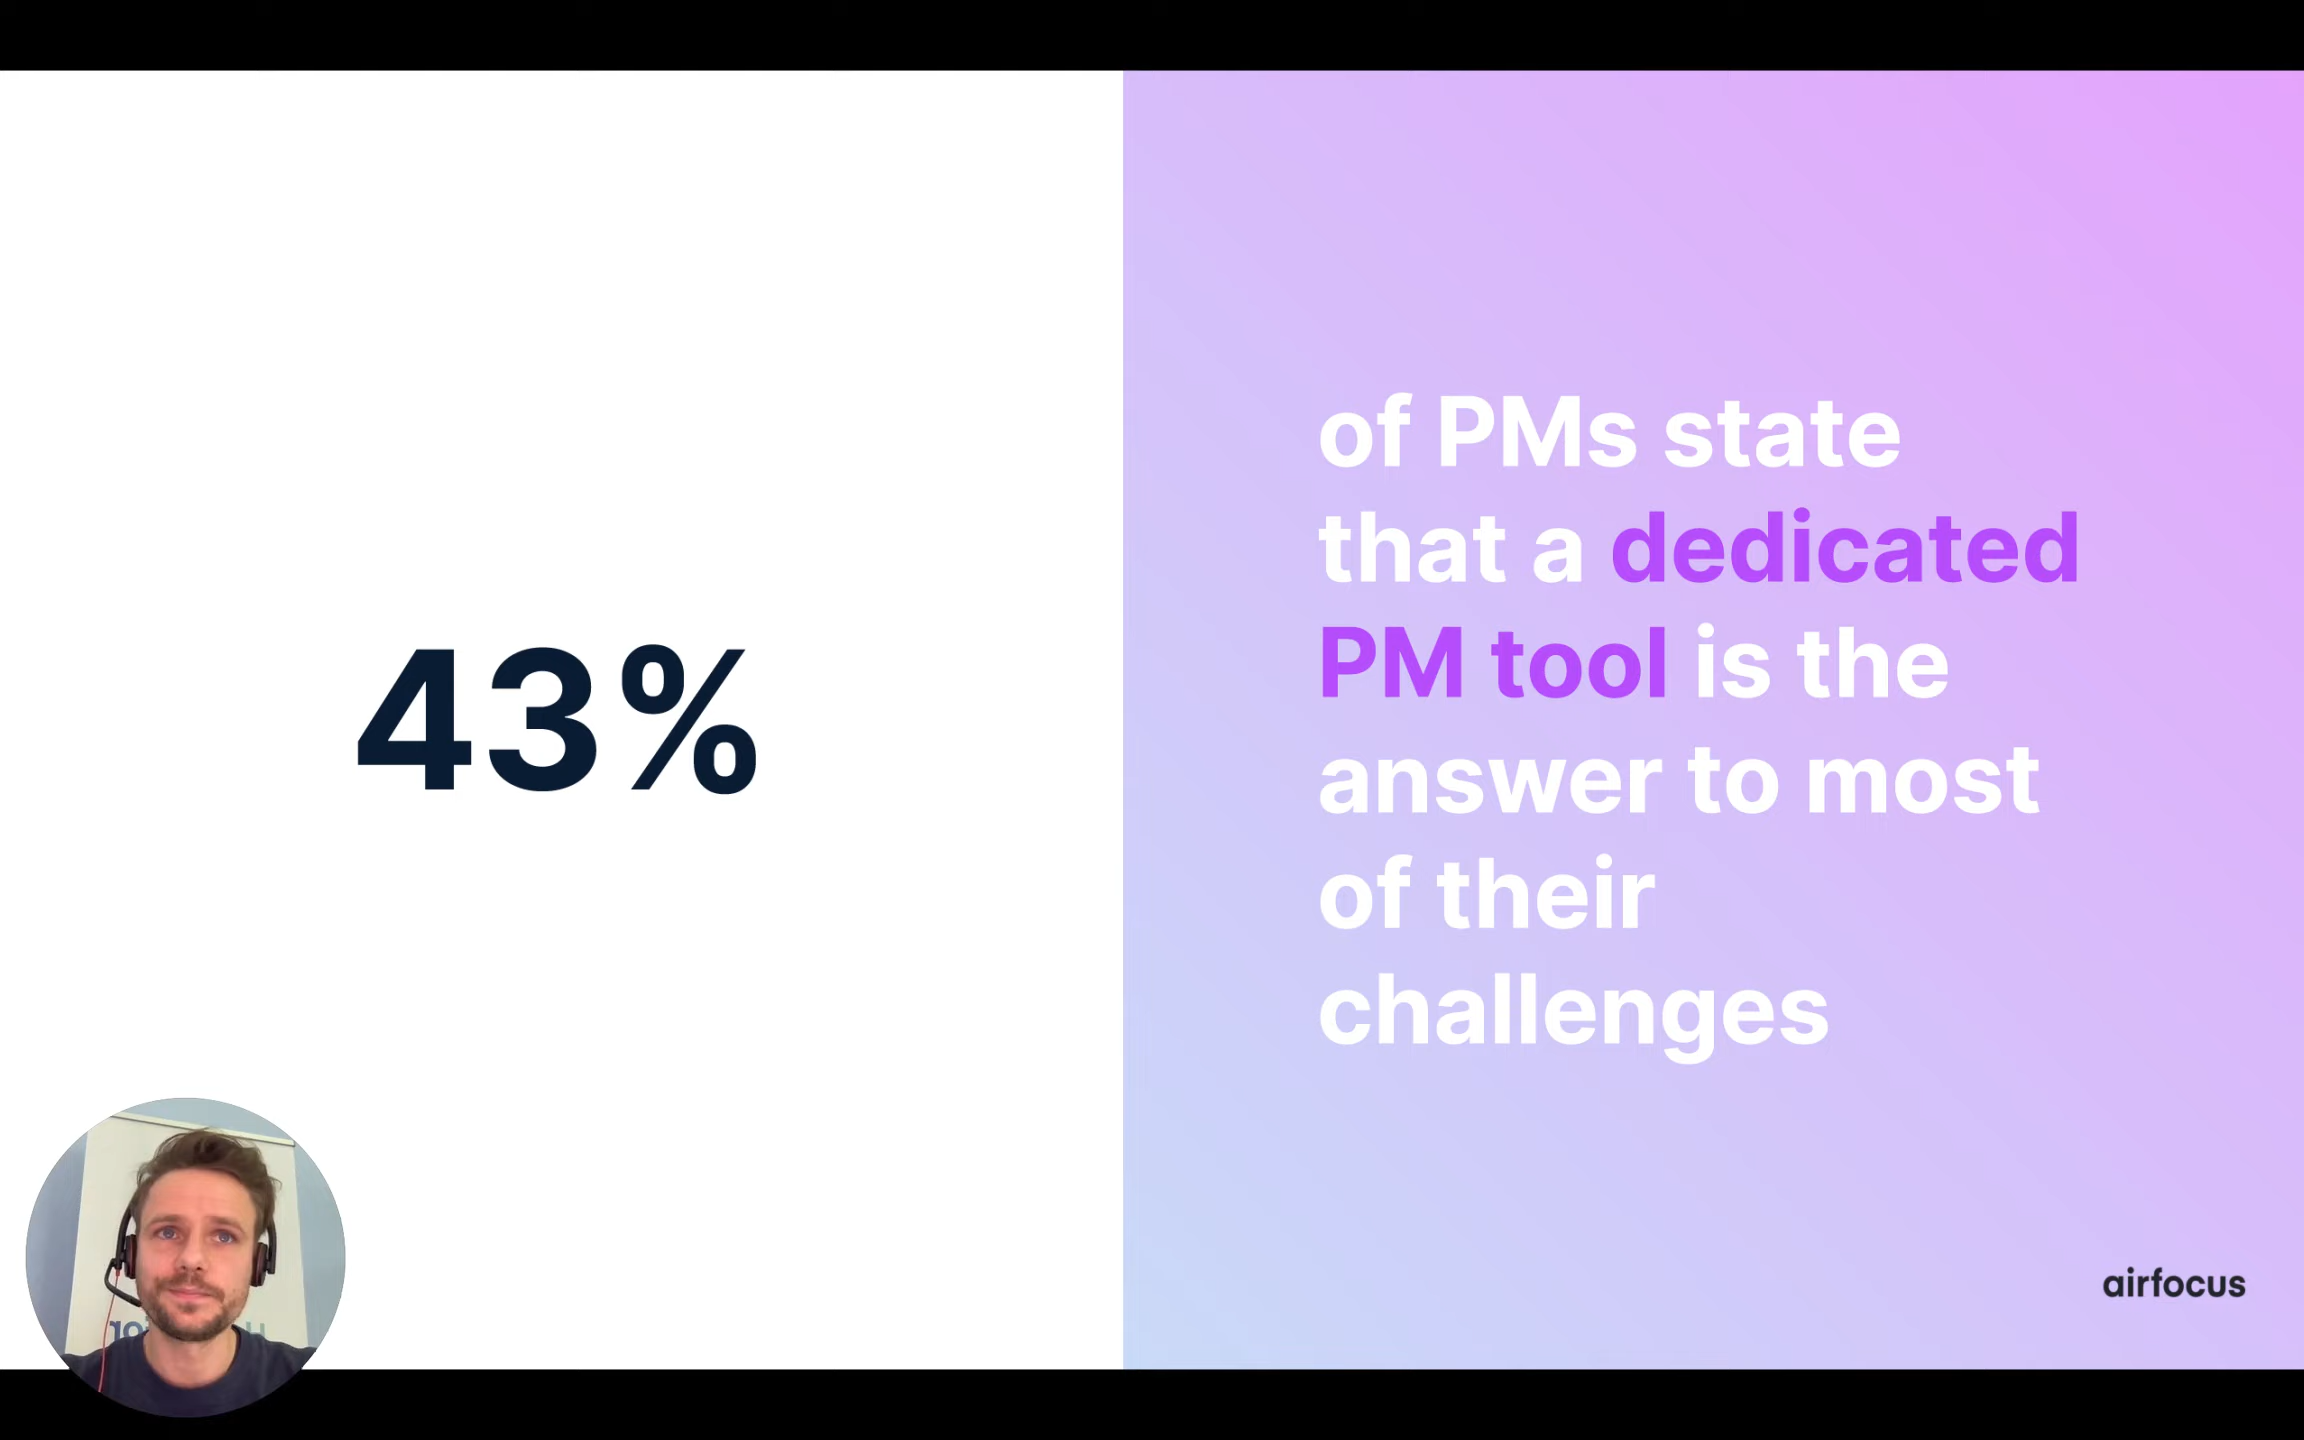 43%
of PMs state
that a dedicated
PM tool is the
answer to most
of their
challenges
airfocus